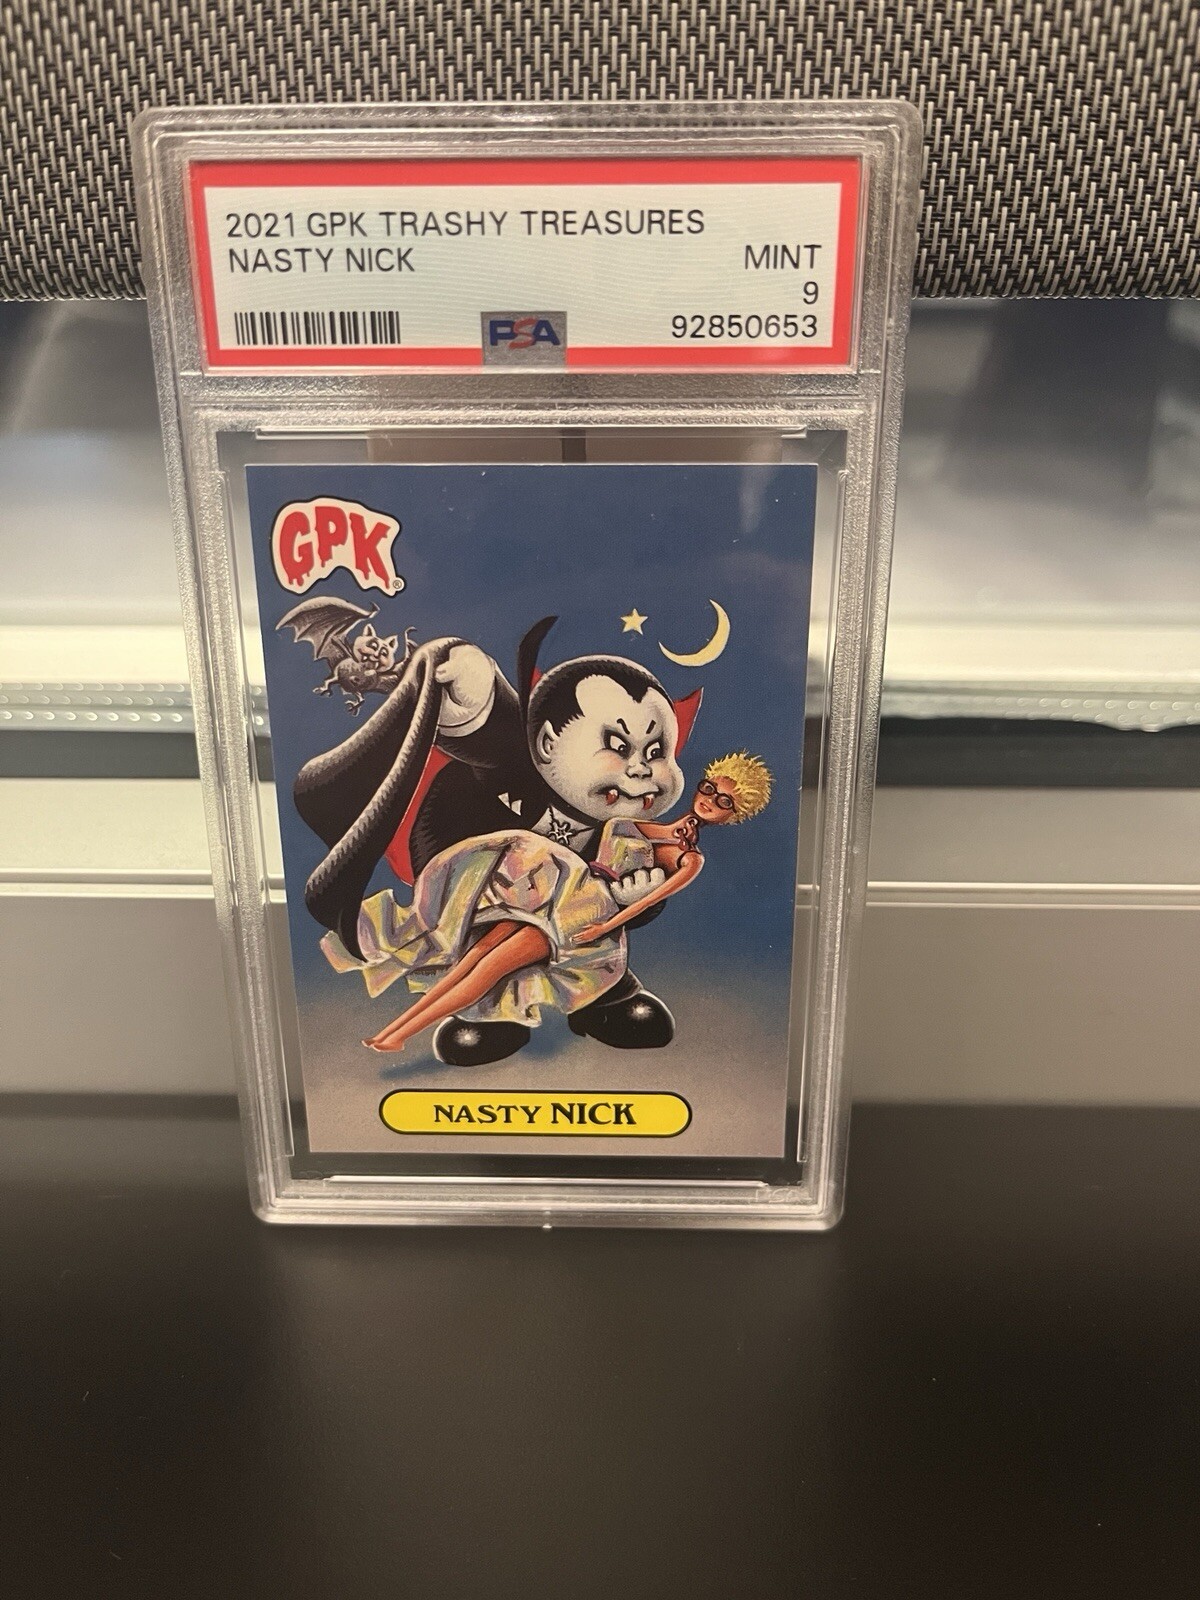 2021 GPK TRASHY TREASURES
NASTY NICK
MINT
9
PSA
92850653
GPK®
NASTY NICK